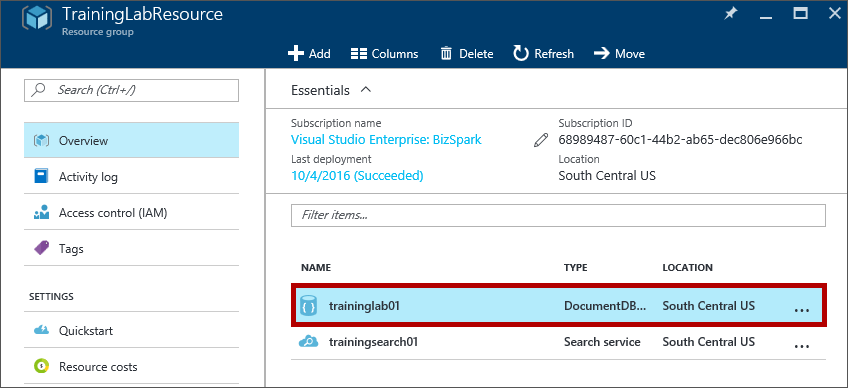 TrainingLabResource
Resource group
Add Columns Delete Refresh Move
Search (Ctrl+/)
Overview
Activity log
Access control (IAM)
Tags
SETTINGS
Quickstart
Resource costs
Essentials
Subscription name
Visual Studio Enterprise: BizSpark
Last deployment
10/4/2016 (Succeeded)
Subscription ID
68989487-60c1-44b2-ab65-dec806e966bc
Location
South Central US
Filter items...
NAME TYPE LOCATION
traininglab01 DocumentDB... South Central US ...
trainingsearch01 Search service South Central US ...